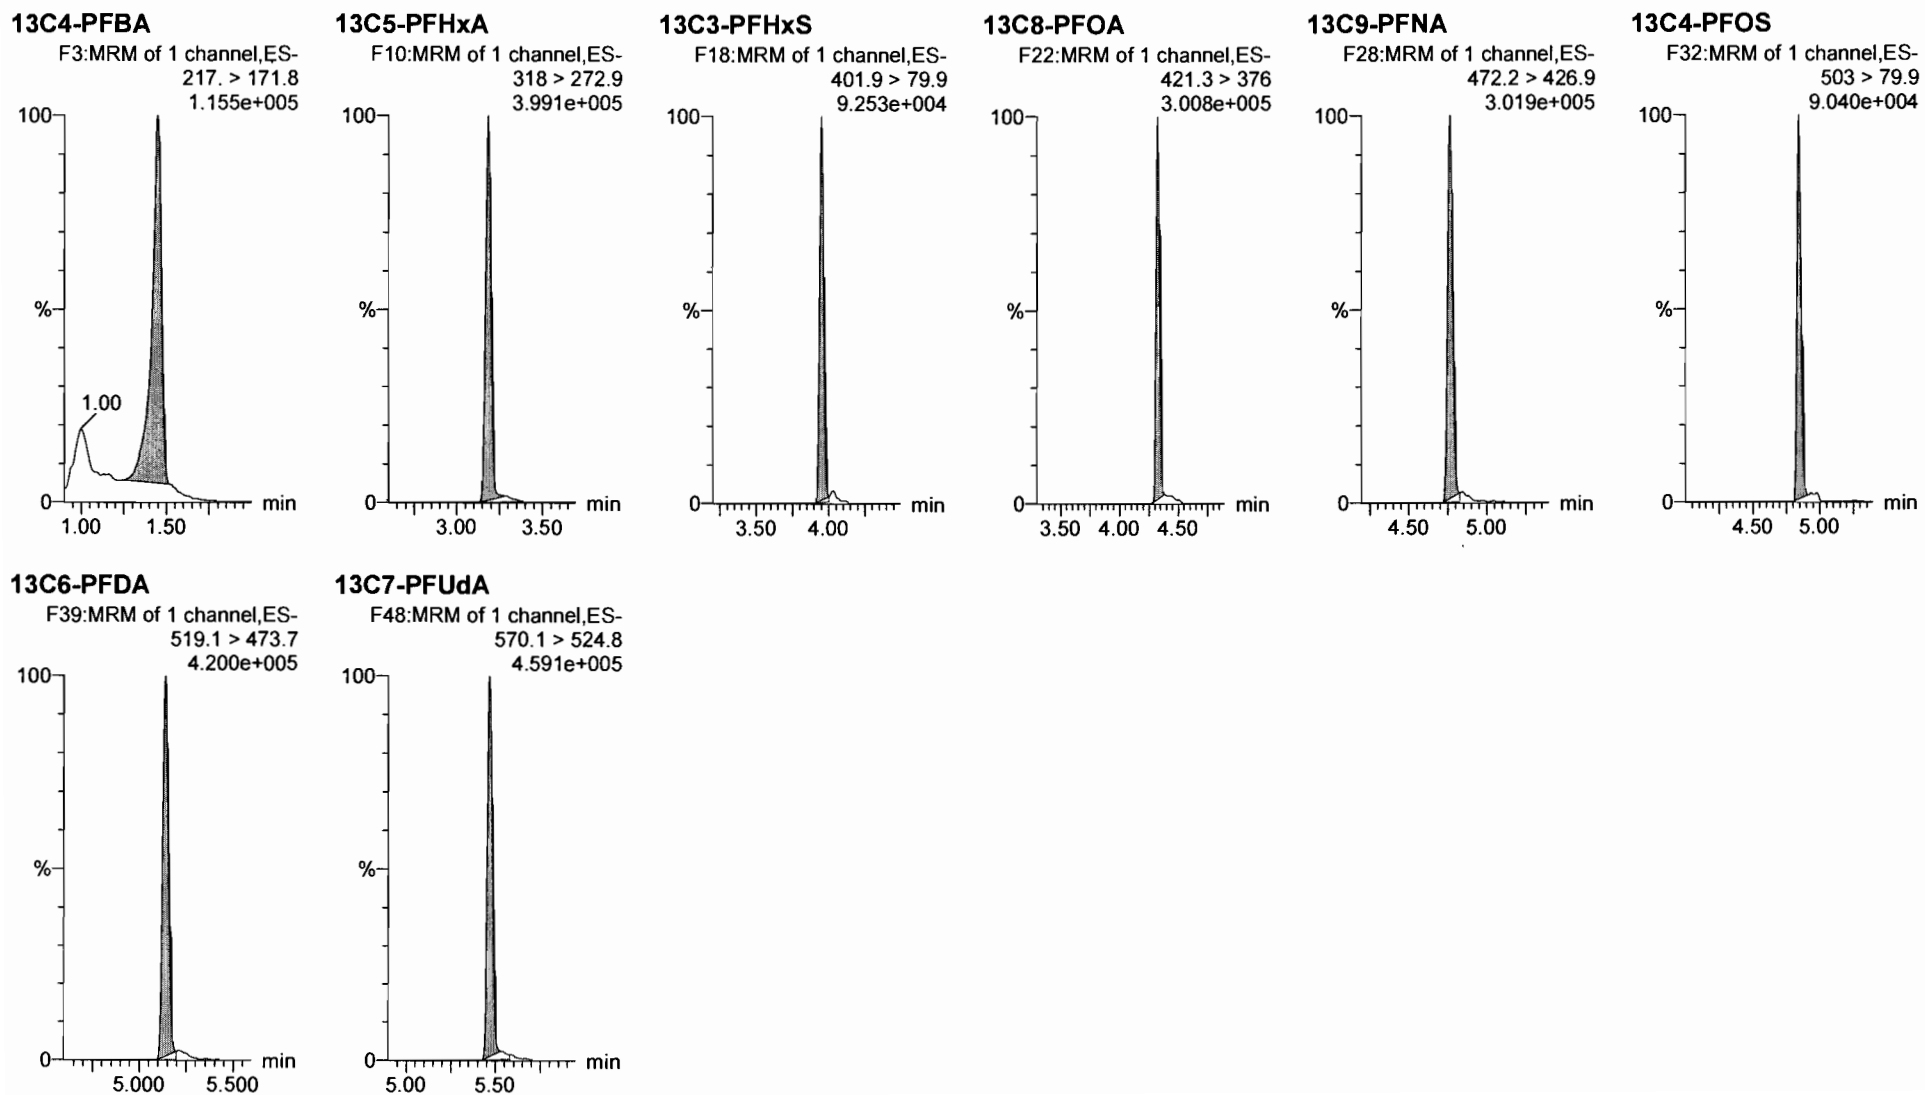 13C4-PFBA
F3:MRM of 1 channel,ES-
217. > 171.8
1.155e+005
100
%
1.00
0
min
1.00 1.50
13C5-PFHxA
F10:MRM of 1 channel,ES-
318 > 272.9
3.991e+005
100
%
0
min
3.00 3.50
13C3-PFHxS
F18:MRM of 1 channel,ES-
401.9 > 79.9
9.253e+004
100
%
0
min
3.50 4.00
13C8-PFOA
F22:MRM of 1 channel,ES-
421.3 > 376
3.008e+005
100
%
0
min
3.50 4.00 4.50
13C9-PFNA
F28:MRM of 1 channel,ES-
472.2 > 426.9
3.019e+005
100
%
0
min
4.50 5.00
13C4-PFOS
F32:MRM of 1 channel,ES-
503 > 79.9
9.040e+004
100
%
0
min
4.50 5.00
13C6-PFDA
F39:MRM of 1 channel,ES-
519.1 > 473.7
4.200e+005
100
%
0
min
5.000 5.500
13C7-PFUdA
F48:MRM of 1 channel,ES-
570.1 > 524.8
4.591e+005
100
%
0
min
5.00 5.50